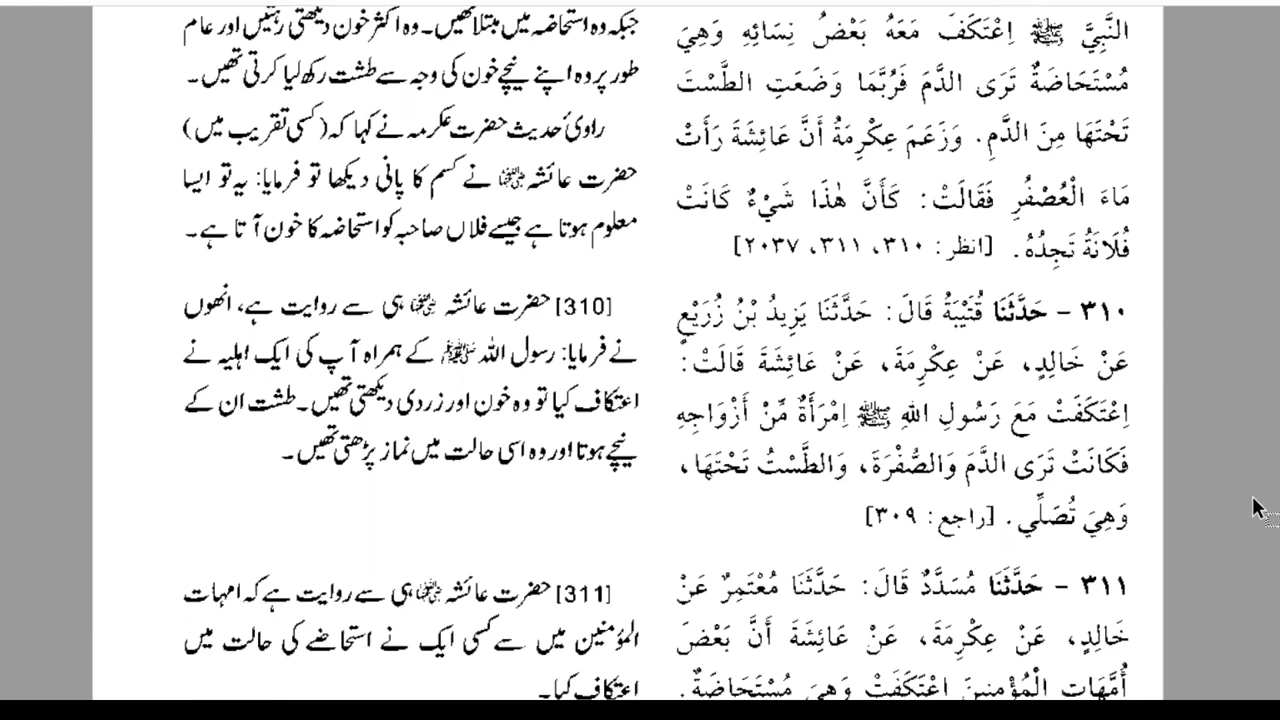 النَّبِيَّ ﷺ اِعْتَكَفَ مَعَهُ بَعْضُ نِسَائِهِ وَهِيَ
مُسْتَحَاضَةٌ تَرَى الدَّمَ فَرُبَّمَا وَضَعَتِ الطَّسْتَ
تَحْتَهَا مِنَ الدَّمِ. وَزَعَمَ عِكْرِمَةُ أَنَّ عَائِشَةَ رَأَتْ
مَاءَ الْعُصْفُرِ فَقَالَتْ: كَأَنَّ هٰذَا شَيْءٌ كَانَتْ
فُلَانَةُ تَجِدُهُ. [انظر: ٣١٠، ٣١١، ٢٠٣٧]
٣١٠ - حَدَّثَنَا قُتَيْبَةُ قَالَ: حَدَّثَنَا يَزِيدُ بْنُ زُرَيْعٍ
عَنْ خَالِدٍ، عَنْ عِكْرِمَةَ، عَنْ عَائِشَةَ قَالَتْ:
اِعْتَكَفَتْ مَعَ رَسُولِ اللهِ ﷺ اِمْرَأَةٌ مِّنْ أَزْوَاجِهِ
فَكَانَتْ تَرَى الدَّمَ وَالصُّفْرَةَ، وَالطَّسْتُ تَحْتَهَا،
وَهِيَ تُصَلِّي. [راجع: ٣٠٩]
٣١١ - حَدَّثَنَا مُسَدَّدٌ قَالَ: حَدَّثَنَا مُعْتَمِرٌ عَنْ
خَالِدٍ، عَنْ عِكْرِمَةَ، عَنْ عَائِشَةَ أَنَّ بَعْضَ
أُمَّهَاتِ الْمُؤْمِنِينَ اعْتَكَفَتْ وَهِيَ مُسْتَحَاضَةٌ.
جبکہ وہ استحاضہ میں مبتلا تھیں۔ وہ اکثر خون دیکھتی رہتیں اور عام
طور پر وہ اپنے نیچے خون کی وجہ سے طشت رکھ لیا کرتی تھیں۔
راویٔ حدیث حضرت عکرمہ نے کہا کہ (کسی تقریب میں)
حضرت عائشہ ؓ نے کسم کا پانی دیکھا تو فرمایا: یہ تو ایسا
معلوم ہوتا ہے جیسے فلاں صاحبہ کو استحاضہ کا خون آتا ہے۔
[310] حضرت عائشہ ؓ ہی سے روایت ہے، انھوں
نے فرمایا: رسول اللہ ﷺ کے ہمراہ آپ کی ایک اہلیہ نے
اعتکاف کیا تو وہ خون اور زردی دیکھتی تھیں۔ طشت ان کے
نیچے ہوتا اور وہ اسی حالت میں نماز پڑھتی تھیں۔
[311] حضرت عائشہ ؓ ہی سے روایت ہے کہ امہات
المؤمنین میں سے کسی ایک نے استحاضے کی حالت میں
اعتکاف کیا۔